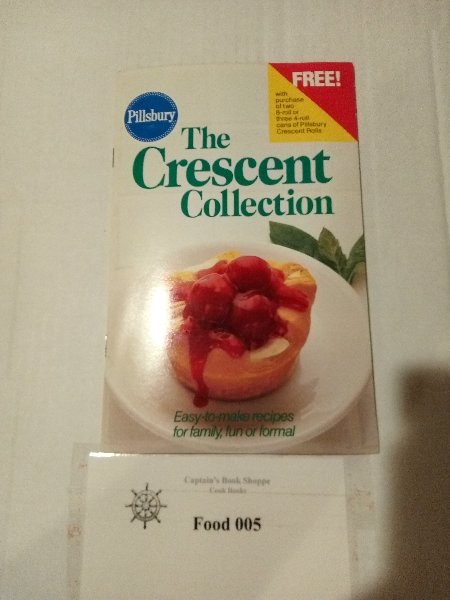 FREE!
with
purchase
of two
8-roll or
three 4-roll
cans of Pillsbury
Crescent Rolls
Pillsbury
The
Crescent
Collection
Easy-to-make recipes
for family, fun or formal
Captain's Book Shoppe
Cook Books
Food 005